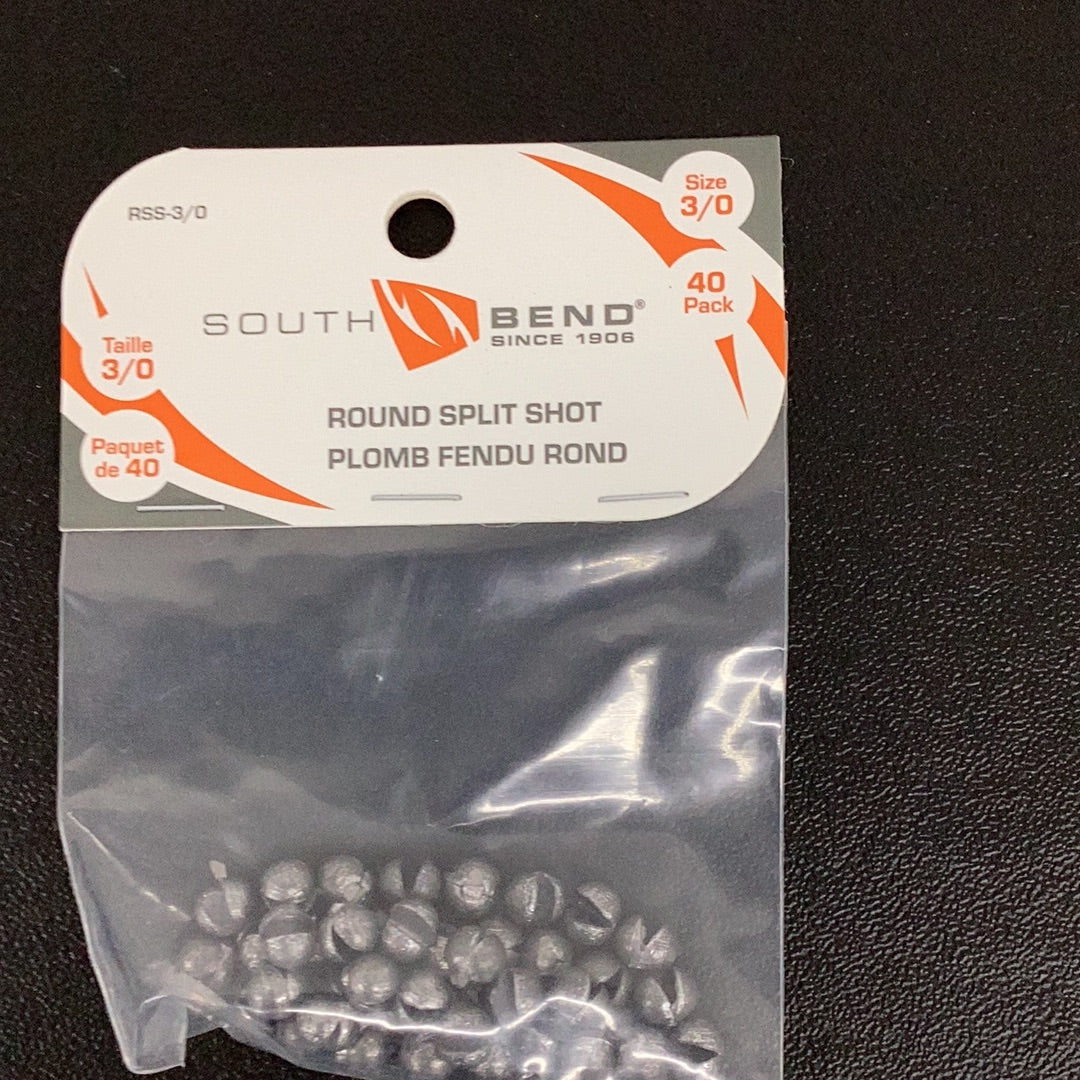 RSS-3/0
Size
3/0
40
Pack
SOUTH BEND®
SINCE 1906
Taille
3/0
Paquet
de 40
ROUND SPLIT SHOT
PLOMB FENDU ROND